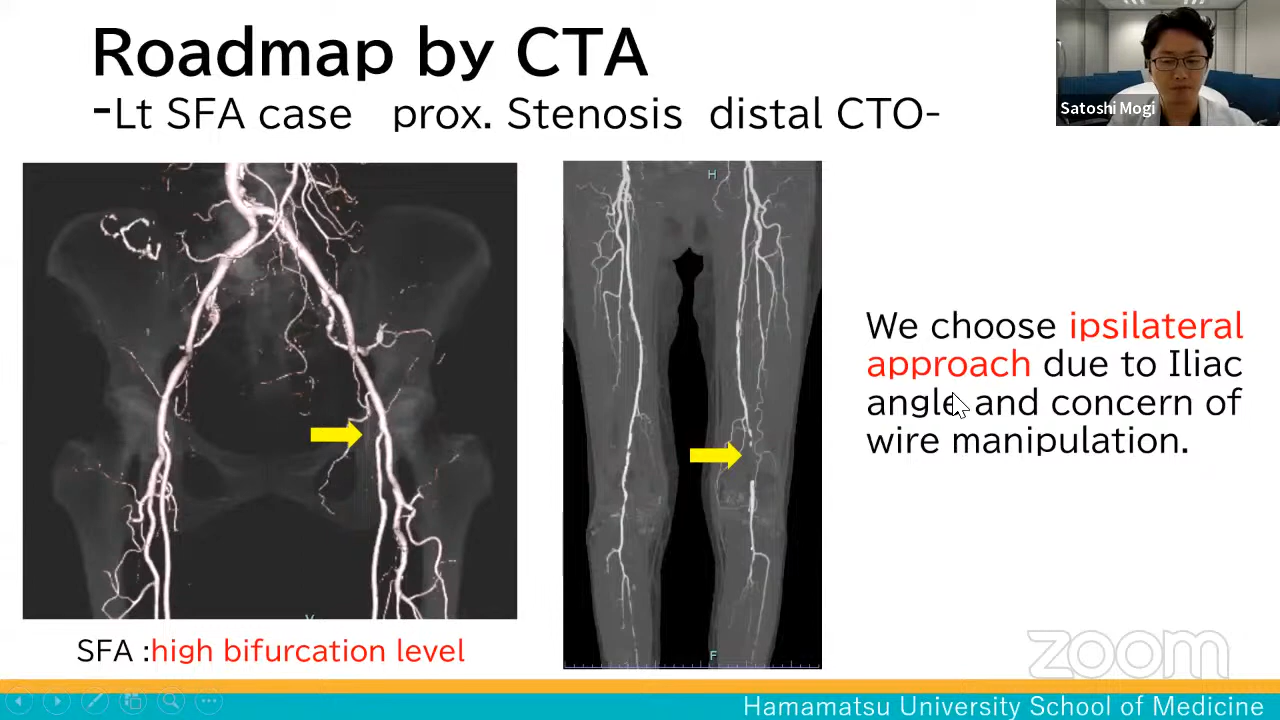 Roadmap by CTA
-Lt SFA case prox. Stenosis distal CTO-
Satoshi Mogi
H
We choose ipsilateral
approach due to Iliac
angle and concern of
wire manipulation.
F
SFA :high bifurcation level
zoom
Hamamatsu University School of Medicine